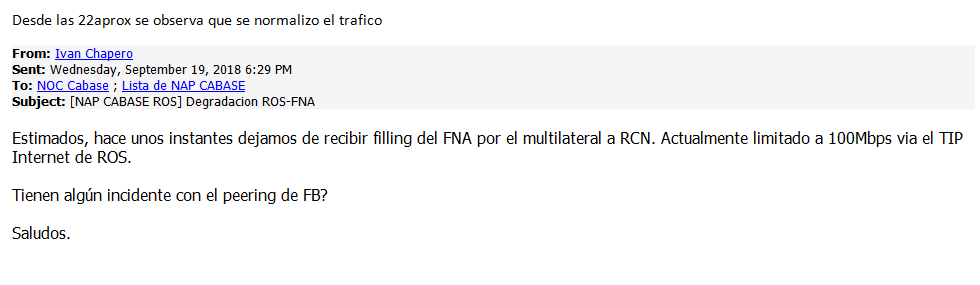 Desde las 22aprox se observa que se normalizo el trafico
From: Ivan Chapero
Sent: Wednesday, September 19, 2018 6:29 PM
To: NOC Cabase ; Lista de NAP CABASE
Subject: [NAP CABASE ROS] Degradacion ROS-FNA
Estimados, hace unos instantes dejamos de recibir filling del FNA por el multilateral a RCN. Actualmente limitado a 100Mbps via el TIP
Internet de ROS.
Tienen algún incidente con el peering de FB?
Saludos.